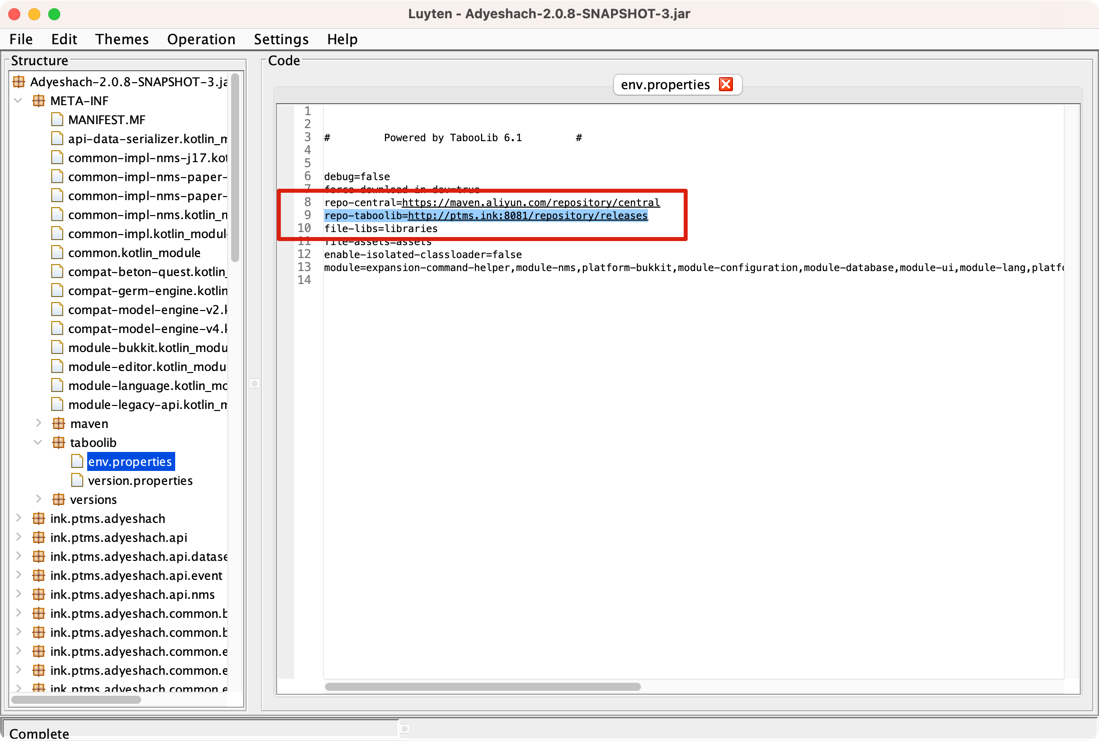 Luyten - Adyeshach-2.0.8-SNAPSHOT-3.jar
File Edit Themes Operation Settings Help
Structure
Adyeshach-2.0.8-SNAPSHOT-3.ja
META-INF
MANIFEST.MF
api-data-serializer.kotlin_m
common-impl-nms-j17.kot
common-impl-nms-paper-
common-impl-nms-paper-
common-impl-nms.kotlin_m
common-impl.kotlin_modul
common.kotlin_module
compat-beton-quest.kotlin_
compat-germ-engine.kotlin
compat-model-engine-v2.k
compat-model-engine-v4.k
module-bukkit.kotlin_modu
module-editor.kotlin_modu
module-language.kotlin_mo
module-legacy-api.kotlin_m
maven
taboolib
env.properties
version.properties
versions
ink.ptms.adyeshach
ink.ptms.adyeshach.api
ink.ptms.adyeshach.api.datase
ink.ptms.adyeshach.api.event
ink.ptms.adyeshach.api.nms
ink.ptms.adyeshach.common.b
ink.ptms.adyeshach.common.b
ink.ptms.adyeshach.common.e
ink.ptms.adyeshach.common.e
ink.ptms.adyeshach.common.e
Code
env.properties
1
2
3 # Powered by TabooLib 6.1 #
4
5
6 debug=false
7 force-download-in-dev=true
8 repo-central=https://maven.aliyun.com/repository/central
9 repo-taboolib=http://ptms.ink:8081/repository/releases
10 file-libs=libraries
11 file-assets=assets
12 enable-isolated-classloader=false
13 module=expansion-command-helper,module-nms,platform-bukkit,module-configuration,module-database,module-ui,module-lang,platfo
14
Complete